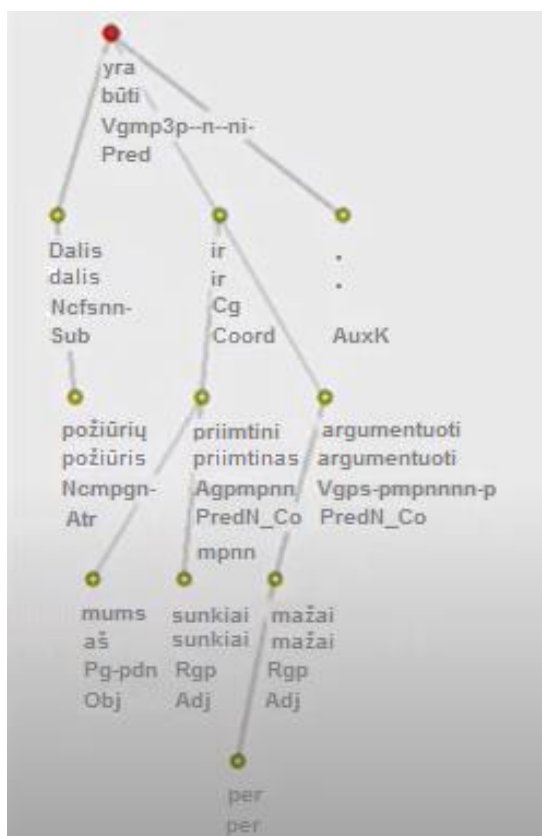 yra
būti
Vgmp3p--n--ni-
Pred
Dalis
dalis
Ncfsnn-
Sub
ir
ir
Cg
Coord
.
.
AuxK
požiūrių
požiūris
Ncmpgn-
Atr
priimtini
priimtinas
Agpmpnn
PredN_Co
mpnn
argumentuoti
argumentuoti
Vgps-pmpnnnn-p
PredN_Co
mums
aš
Pg-pdn
Obj
sunkiai
sunkiai
Rgp
Adj
mažai
mažai
Rgp
Adj
per
per